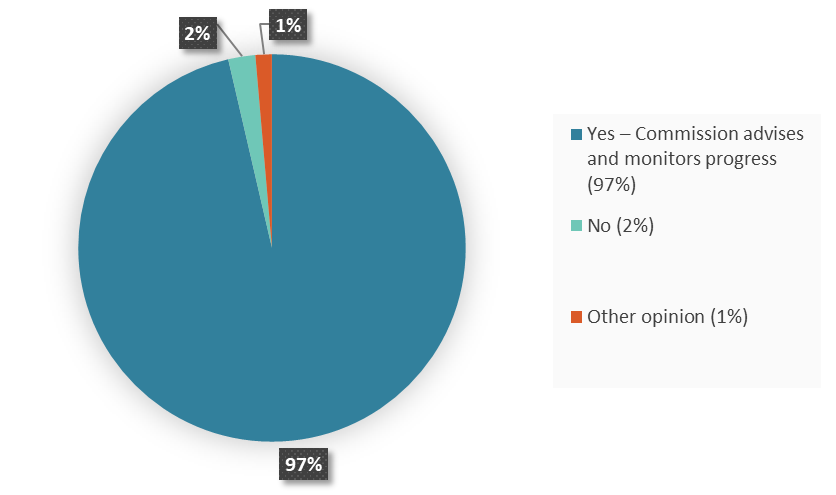 2%
1%
97%
Yes – Commission advises
and monitors progress
(97%)
No (2%)
Other opinion (1%)